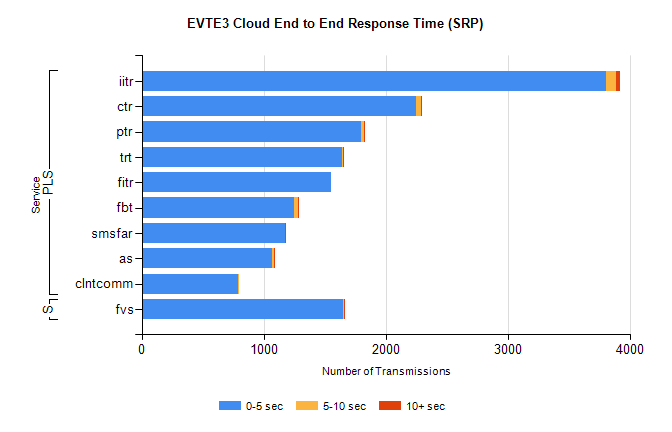 EVTE3 Cloud End to End Response Time (SRP)
Service
PLS
iitr
ctr
ptr
trt
fitr
fbt
smsfar
as
clntcomm
fvs
0 1000 2000 3000 4000
Number of Transmissions
0-5 sec 5-10 sec 10+ sec